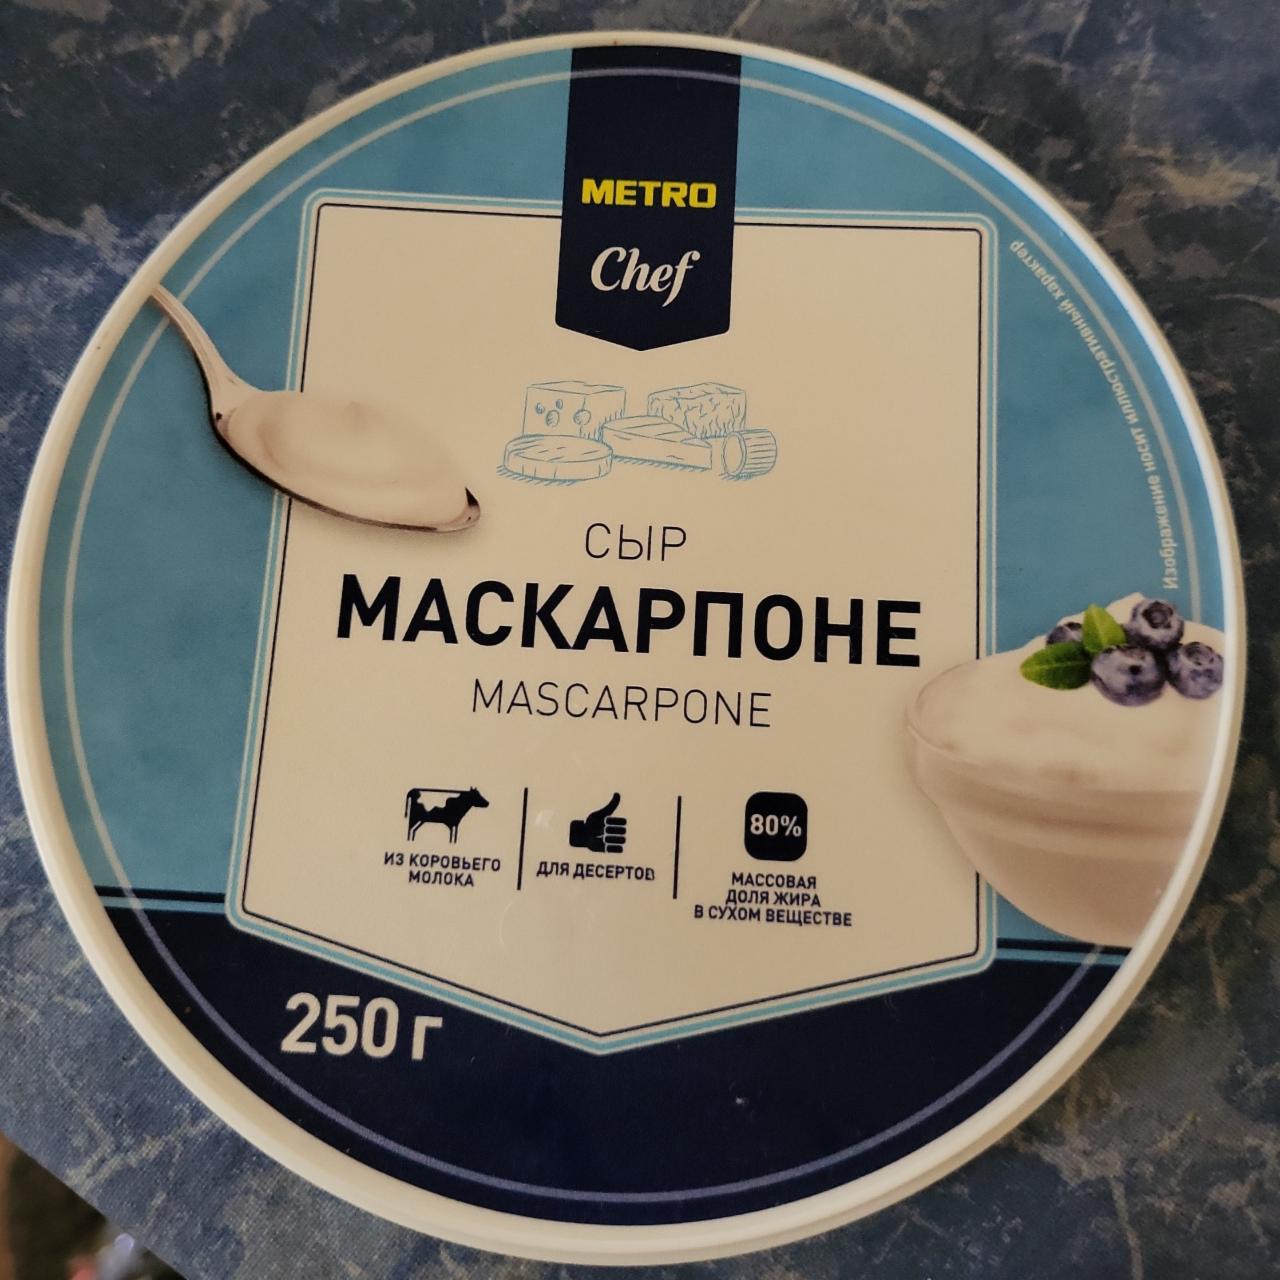 METRO
Chef
Изображение носит иллюстративный характер
СЫР
МАСКАРПОНЕ
MASCARPONE
ИЗ КОРОВЬЕГО
МОЛОКА
ДЛЯ ДЕСЕРТОВ
80%
МАССОВАЯ
ДОЛЯ ЖИРА
В СУХОМ ВЕЩЕСТВЕ
250 г